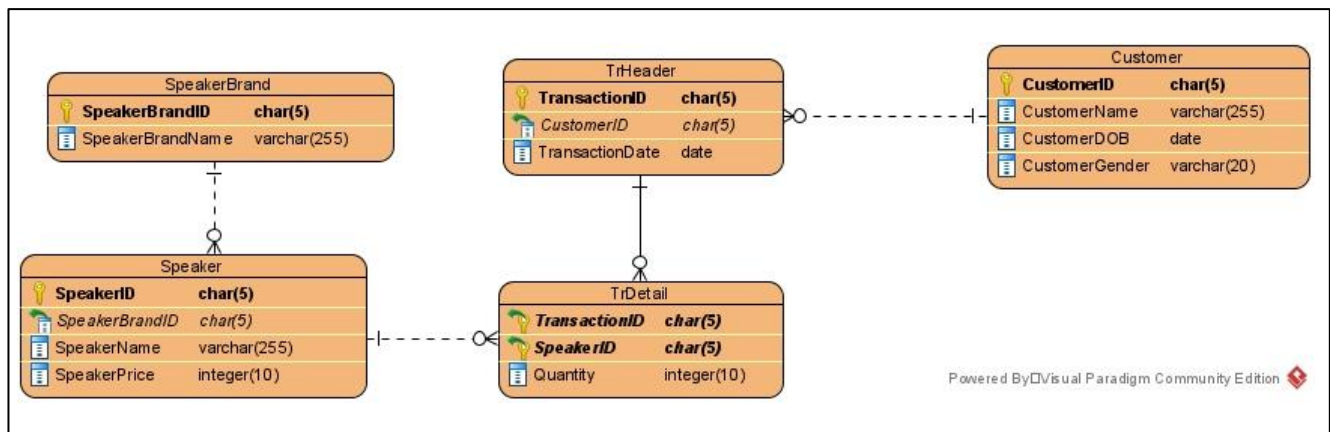 SpeakerBrand
SpeakerBrandID char(5)
SpeakerBrandName varchar(255)
TrHeader
TransactionID char(5)
CustomerID char(5)
TransactionDate date
Customer
CustomerID char(5)
CustomerName varchar(255)
CustomerDOB date
CustomerGender varchar(20)
Speaker
SpeakerID char(5)
SpeakerBrandID char(5)
SpeakerName varchar(255)
SpeakerPrice integer(10)
TrDetail
TransactionID char(5)
SpeakerID char(5)
Quantity integer(10)
Powered By□Visual Paradigm Community Edition